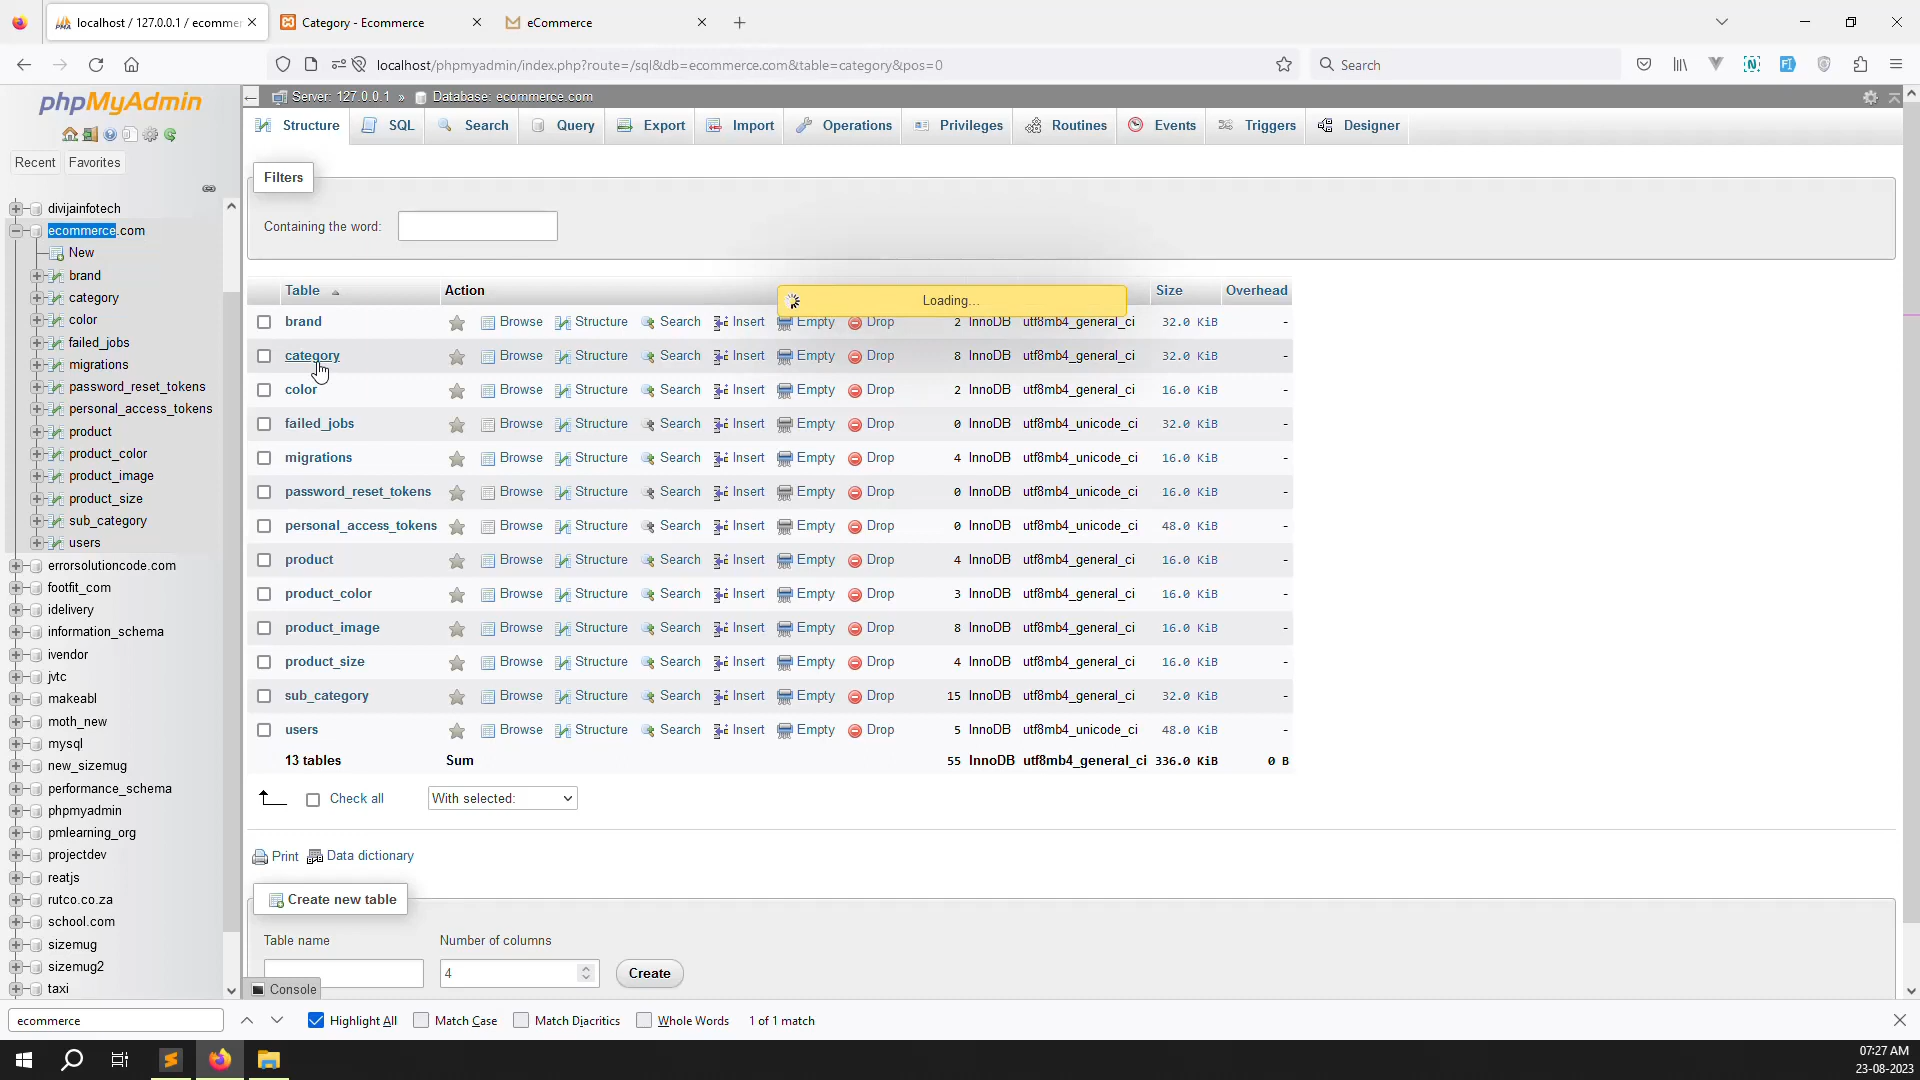 localhost / 127.0.0.1 / ecommer
Category - Ecommerce
eCommerce
localhost/phpmyadmin/index.php?route=/sql&db=ecommerce.com&table=category&pos=0
Search
phpMyAdmin
Recent
Favorites
divijainfotech
ecommerce.com
New
brand
category
color
failed_jobs
migrations
password_reset_tokens
personal_access_tokens
product
product_color
product_image
product_size
sub_category
users
errorsolutioncode.com
footfit_com
idelivery
information_schema
ivendor
jvtc
makeabl
moth_new
mysql
new_sizemug
performance_schema
phpmyadmin
pmlearning_org
projectdev
reatjs
rutco.co.za
school.com
sizemug
sizemug2
taxi
Server: 127.0.0.1 » Database: ecommerce.com
Structure SQL Search Query Export Import Operations Privileges Routines Events Triggers Designer
Filters
Containing the word:
Table Action Size Overhead
Loading...
brand Browse Structure Search Insert Empty Drop 2 InnoDB utf8mb4_general_ci 32.0 KiB -
category Browse Structure Search Insert Empty Drop 8 InnoDB utf8mb4_general_ci 32.0 KiB -
color Browse Structure Search Insert Empty Drop 2 InnoDB utf8mb4_general_ci 16.0 KiB -
failed_jobs Browse Structure Search Insert Empty Drop 0 InnoDB utf8mb4_unicode_ci 32.0 KiB -
migrations Browse Structure Search Insert Empty Drop 4 InnoDB utf8mb4_unicode_ci 16.0 KiB -
password_reset_tokens Browse Structure Search Insert Empty Drop 0 InnoDB utf8mb4_unicode_ci 16.0 KiB -
personal_access_tokens Browse Structure Search Insert Empty Drop 0 InnoDB utf8mb4_unicode_ci 48.0 KiB -
product Browse Structure Search Insert Empty Drop 4 InnoDB utf8mb4_general_ci 16.0 KiB -
product_color Browse Structure Search Insert Empty Drop 3 InnoDB utf8mb4_general_ci 16.0 KiB -
product_image Browse Structure Search Insert Empty Drop 8 InnoDB utf8mb4_general_ci 16.0 KiB -
product_size Browse Structure Search Insert Empty Drop 4 InnoDB utf8mb4_general_ci 16.0 KiB -
sub_category Browse Structure Search Insert Empty Drop 15 InnoDB utf8mb4_general_ci 32.0 KiB -
users Browse Structure Search Insert Empty Drop 5 InnoDB utf8mb4_unicode_ci 48.0 KiB -
13 tables Sum 55 InnoDB utf8mb4_general_ci 336.0 KiB 0 B
Check all With selected:
Print Data dictionary
Create new table
Table name Number of columns
4 Create
Console
ecommerce Highlight All Match Case Match Diacritics Whole Words 1 of 1 match
07:27 AM
23-08-2023